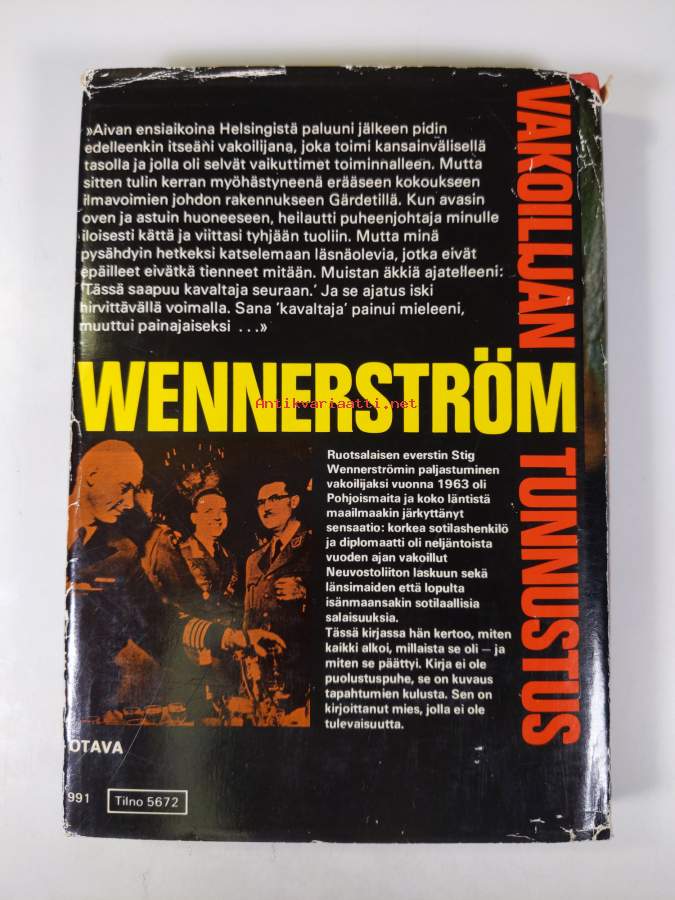 »Aivan ensiaikoina Helsingistä paluuni jälkeen pidin
edelleenkin itseäni vakoilijana, joka toimi kansainvälisellä
tasolla ja jolla oli selvät vaikuttimet toiminnalleen. Mutta
sitten tulin kerran myöhästyneenä erääseen kokoukseen
ilmavoimien johdon rakennukseen Gärdetillä. Kun avasin
oven ja astuin huoneeseen, heilautti puheenjohtaja minulle
iloisesti kättä ja viittasi tyhjään tuoliin. Mutta minä
pysähdyin hetkeksi katselemaan läsnäolevia, jotka eivät
epäilleet eivätkä tienneet mitään. Muistan äkkiä ajatelleeni:
'Tässä saapuu kavaltaja seuraan.' Ja se ajatus iski
hirvittävällä voimalla. Sana 'kavaltaja' painui mieleeni,
muuttui painajaiseksi ...»
VAKOILIJAN
TUNNUSTUS
WENNERSTRÖM
Antikvariaatti.net
Ruotsalaisen everstin Stig
Wennerströmin paljastuminen
vakoilijaksi vuonna 1963 oli
Pohjoismaita ja koko läntistä
maailmaakin järkyttänyt
sensaatio: korkea sotilashenkilö
ja diplomaatti oli neljäntoista
vuoden ajan vakoillut
Neuvostoliiton laskuun sekä
länsimaiden että lopulta
isänmaansakin sotilaallisia
salaisuuksia.
Tässä kirjassa hän kertoo, miten
kaikki alkoi, millaista se oli — ja
miten se päättyi. Kirja ei ole
puolustuspuhe, se on kuvaus
tapahtumien kulusta. Sen on
kirjoittanut mies, jolla ei ole
tulevaisuutta.
OTAVA
991
Tilno 5672